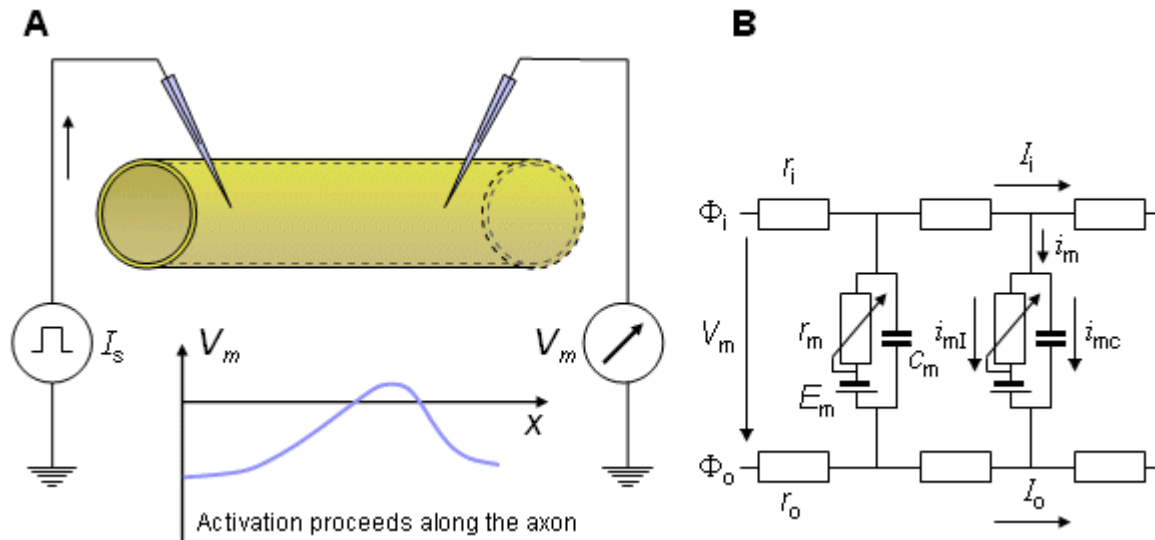 A
B
I_s
V_m
V_m
x
Activation proceeds along the axon
r_i
I_i
Φ_i
i_m
V_m
r_m
i_mI
i_mc
c_m
E_m
Φ_o
r_o
I_o